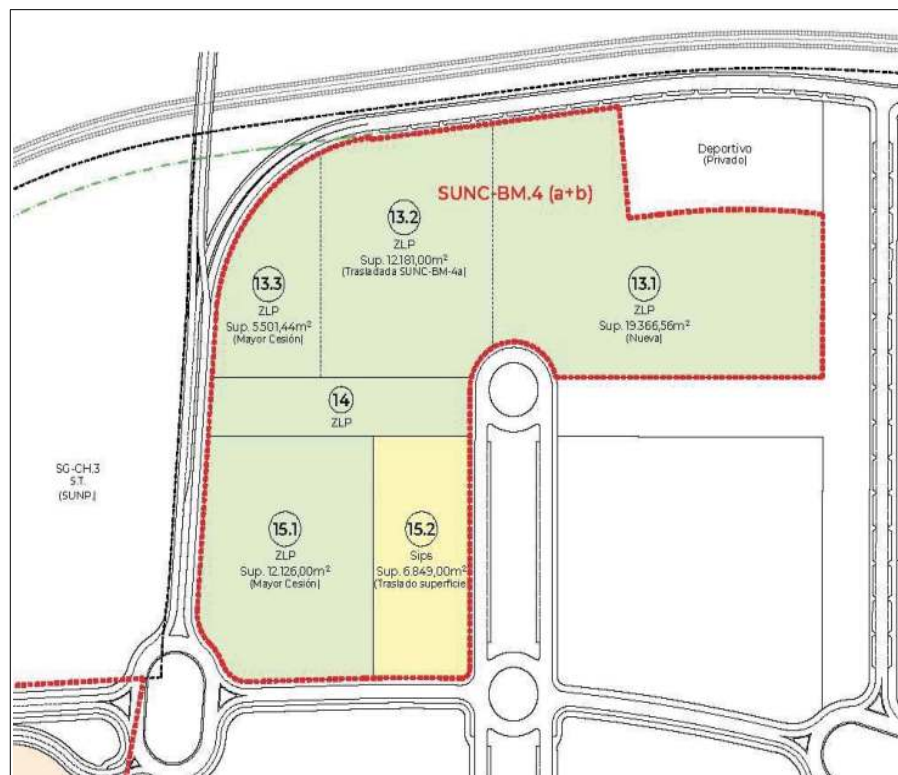 Deportivo
(Privado)
SUNC-BM.4 (a+b)
13.2
ZLP
Sup. 12.181,00m²
(Trasladada SUNC-BM-4a)
13.3
ZLP
Sup. 5.501,44m²
(Mayor Cesión)
13.1
ZLP
Sup. 19.366,56m²
(Nueva)
14
ZLP
SG-CH.3
S.T.
(SUNP.)
15.1
ZLP
Sup. 12.126,00m²
(Mayor Cesión)
15.2
Sips
Sup. 6.849,00m²
(Traslado superficie